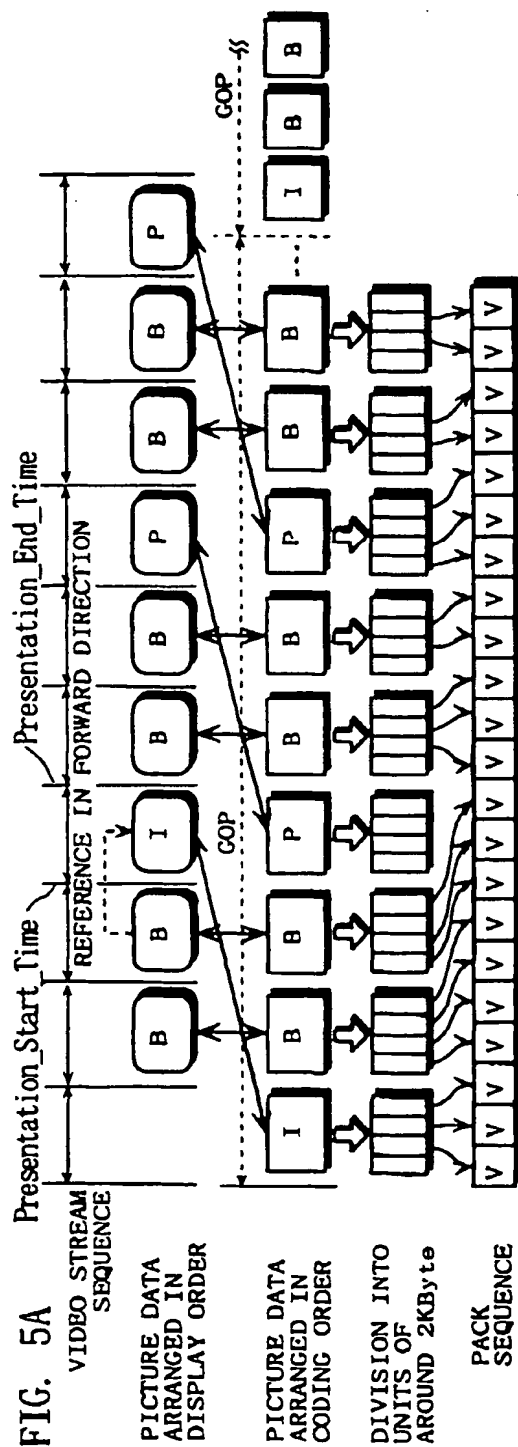 FIG. 5A
Presentation_Start_Time
Presentation_End_Time
VIDEO STREAM
SEQUENCE
REFERENCE IN FORWARD DIRECTION
PICTURE DATA
ARRANGED IN
DISPLAY ORDER
B B I B B P B B P
GOP
GOP
PICTURE DATA
ARRANGED IN
CODING ORDER
I B B P B B P B B I B B
DIVISION INTO
UNITS OF
AROUND 2KByte
PACK
SEQUENCE
V V V V V V V V V V V V V V V V V V V V V